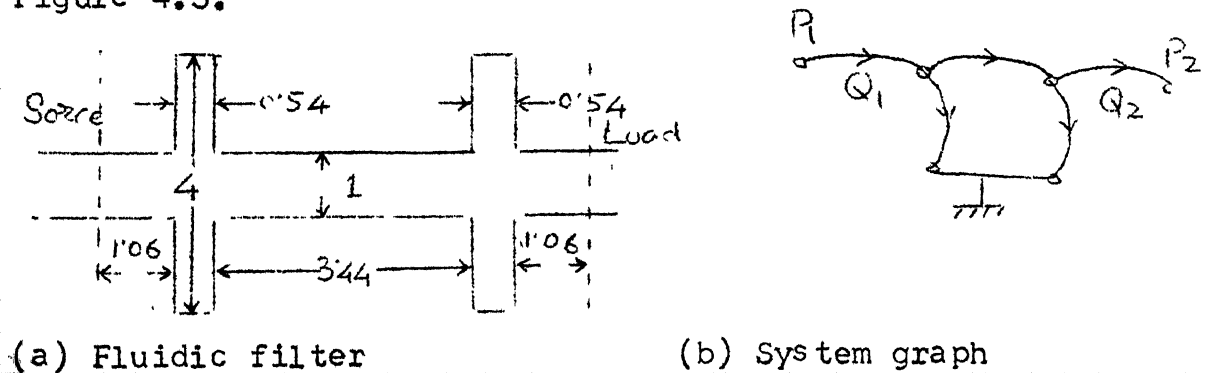 Figure 4.5.
P1
P2
Q1
Q2
Sorce
0.54
0.54
Load
4
1
1.06
3.44
1.06
(a) Fluidic filter
(b) System graph